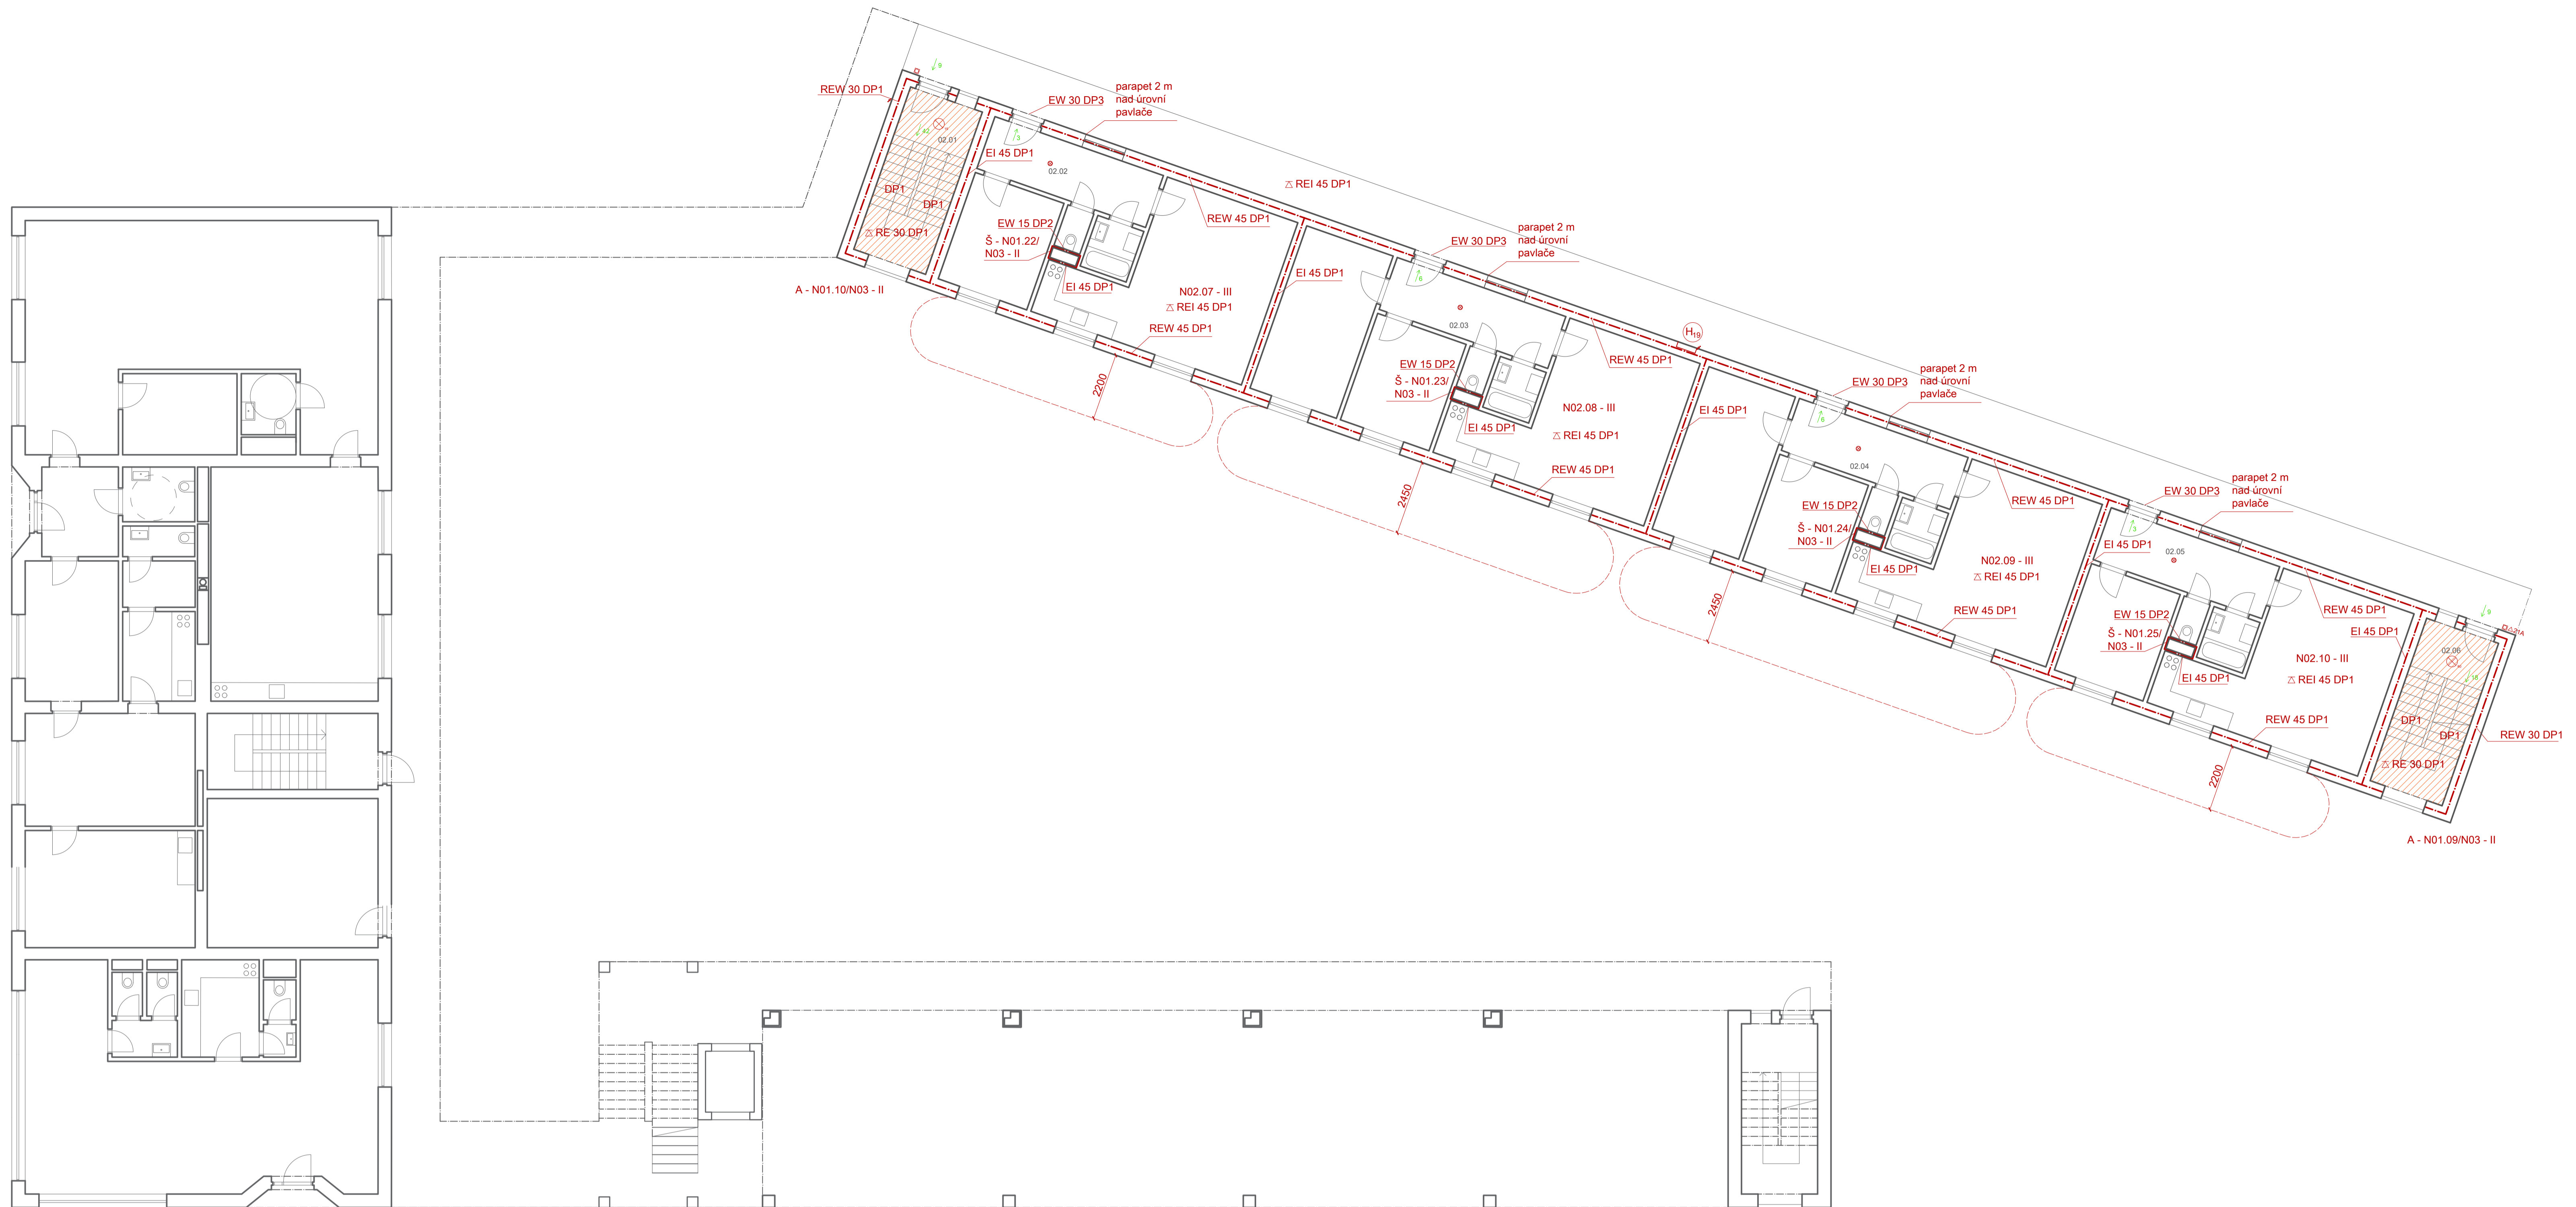 9
REW 30 DP1
42
02.01
DP1
DP1
RE 30 DP1
A - N01.10/N03 - II
EW 30 DP3
parapet 2 m
nad úrovní
pavlače
3
EI 45 DP1
02.02
EW 15 DP2
Š - N01.22/
N03 - II
EI 45 DP1
REW 45 DP1
N02.07 - III
REI 45 DP1
REW 45 DP1
2200
REI 45 DP1
EI 45 DP1
EW 30 DP3
parapet 2 m
nad úrovní
pavlače
6
02.03
EW 15 DP2
Š - N01.23/
N03 - II
EI 45 DP1
REW 45 DP1
N02.08 - III
REI 45 DP1
REW 45 DP1
2450
H19
EI 45 DP1
EW 30 DP3
parapet 2 m
nad úrovní
pavlače
6
02.04
EW 15 DP2
Š - N01.24/
N03 - II
EI 45 DP1
REW 45 DP1
N02.09 - III
REI 45 DP1
REW 45 DP1
2450
EW 30 DP3
parapet 2 m
nad úrovní
pavlače
3
EI 45 DP1
02.05
EW 15 DP2
Š - N01.25/
N03 - II
EI 45 DP1
REW 45 DP1
EI 45 DP1
N02.10 - III
REI 45 DP1
REW 45 DP1
2200
9
21A
02.06
18
DP1
DP1
RE 30 DP1
REW 30 DP1
A - N01.09/N03 - II